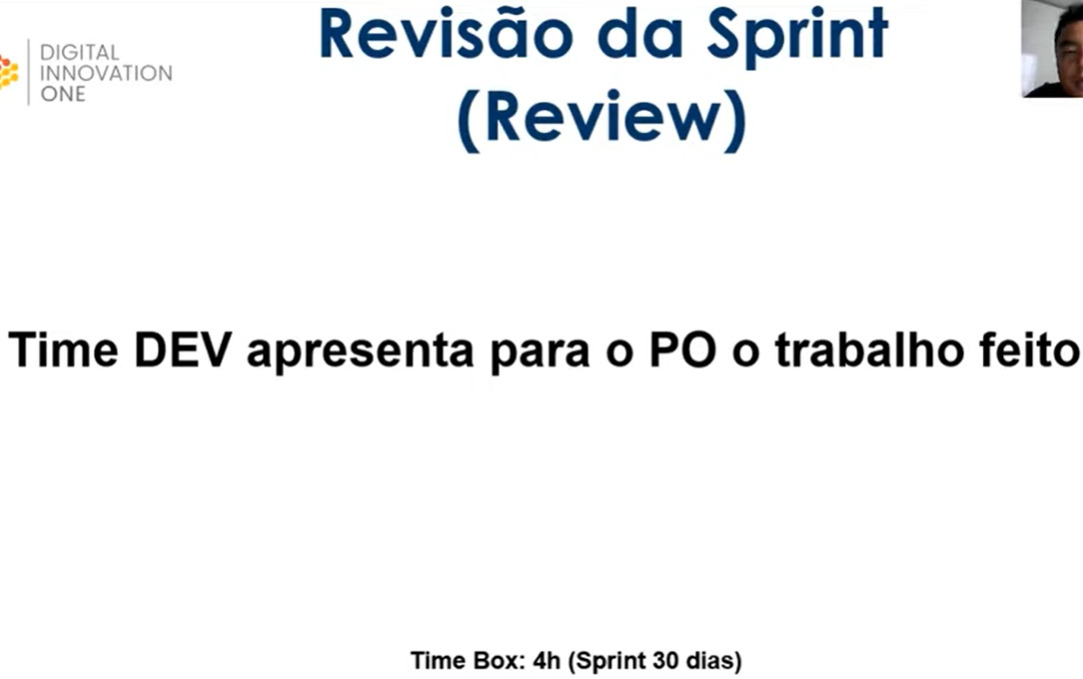 DIGITAL
INNOVATION
ONE
Revisão da Sprint
(Review)
Time DEV apresenta para o PO o trabalho feito
Time Box: 4h (Sprint 30 dias)